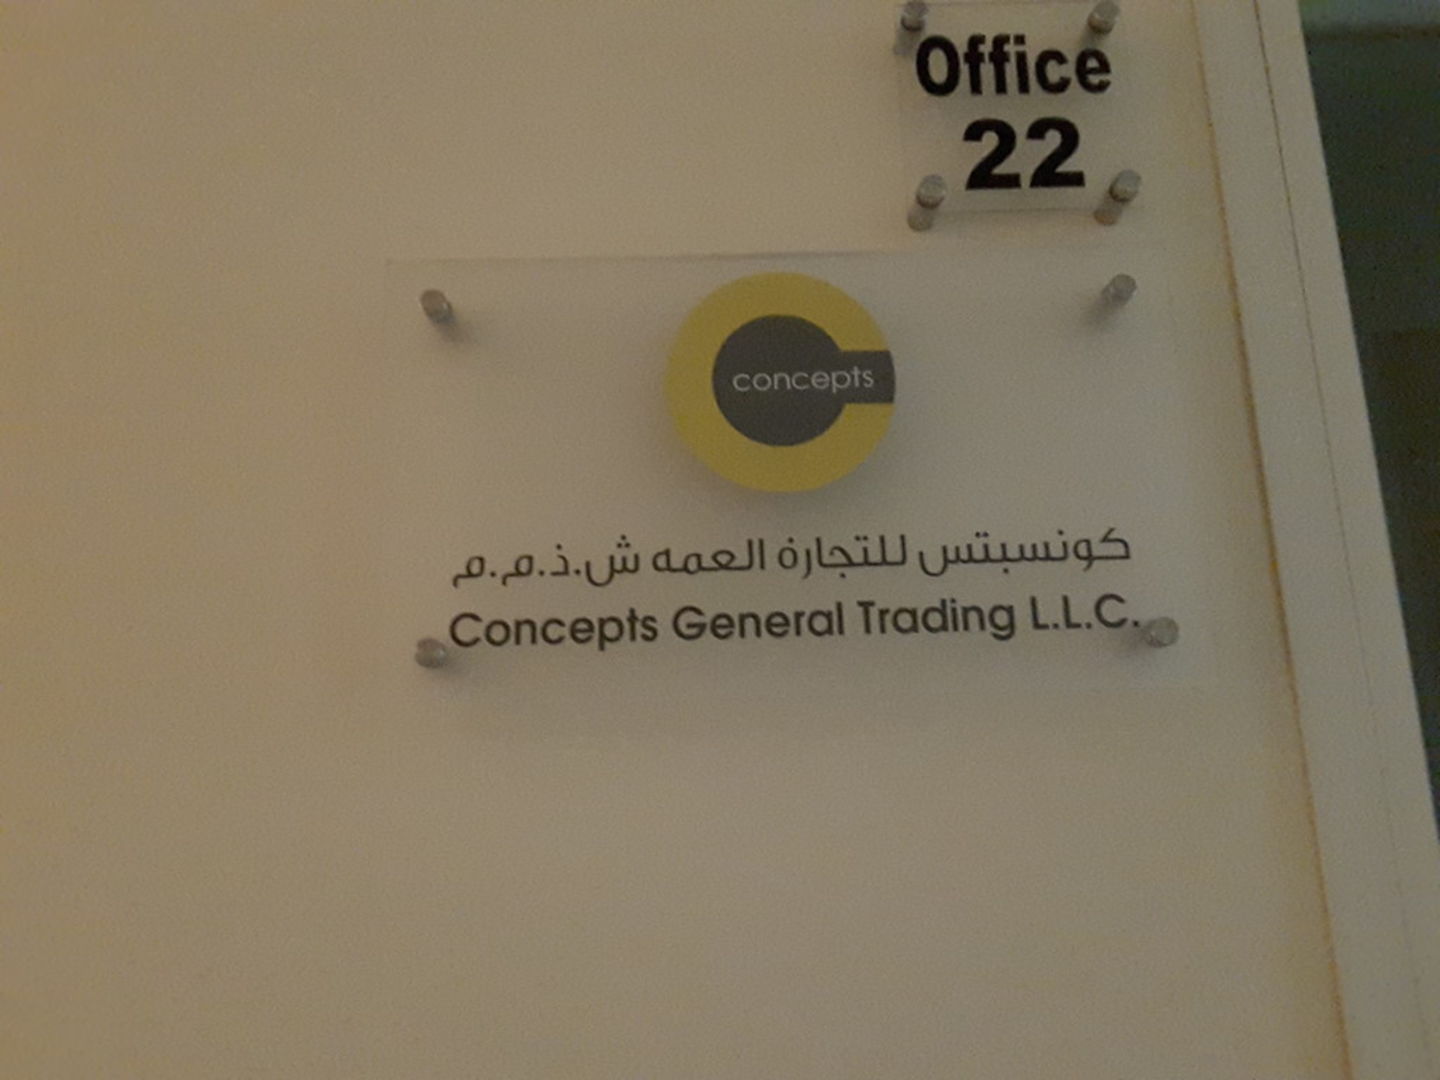 Office
22
concepts
كونسبتس للتجارة العمه ش.ذ.م.م
Concepts General Trading L.L.C.